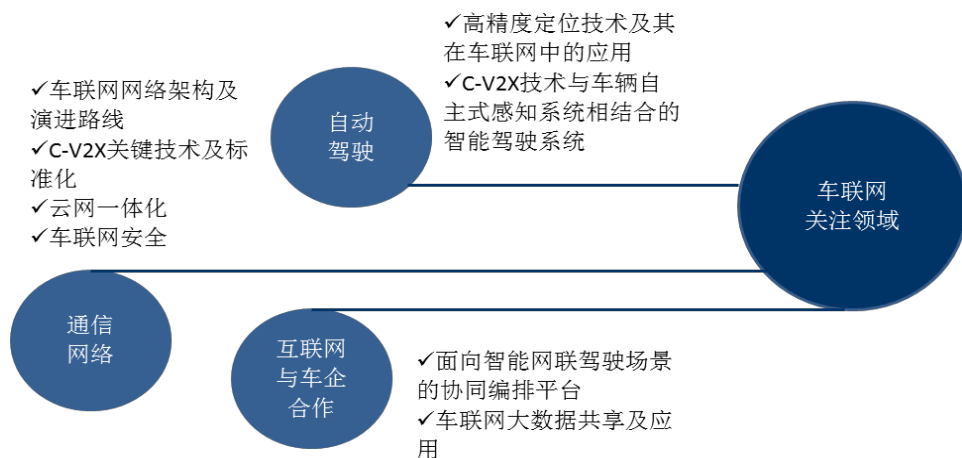 ✓高精度定位技术及其
在车联网中的应用
✓C-V2X技术与车辆自
主式感知系统相结合的
智能驾驶系统
✓车联网网络架构及
演进路线
✓C-V2X关键技术及标
准化
✓云网一体化
✓车联网安全
自动
驾驶
车联网
关注领域
通信
网络
互联网
与车企
合作
✓面向智能网联驾驶场景
的协同编排平台
✓车联网大数据共享及应
用